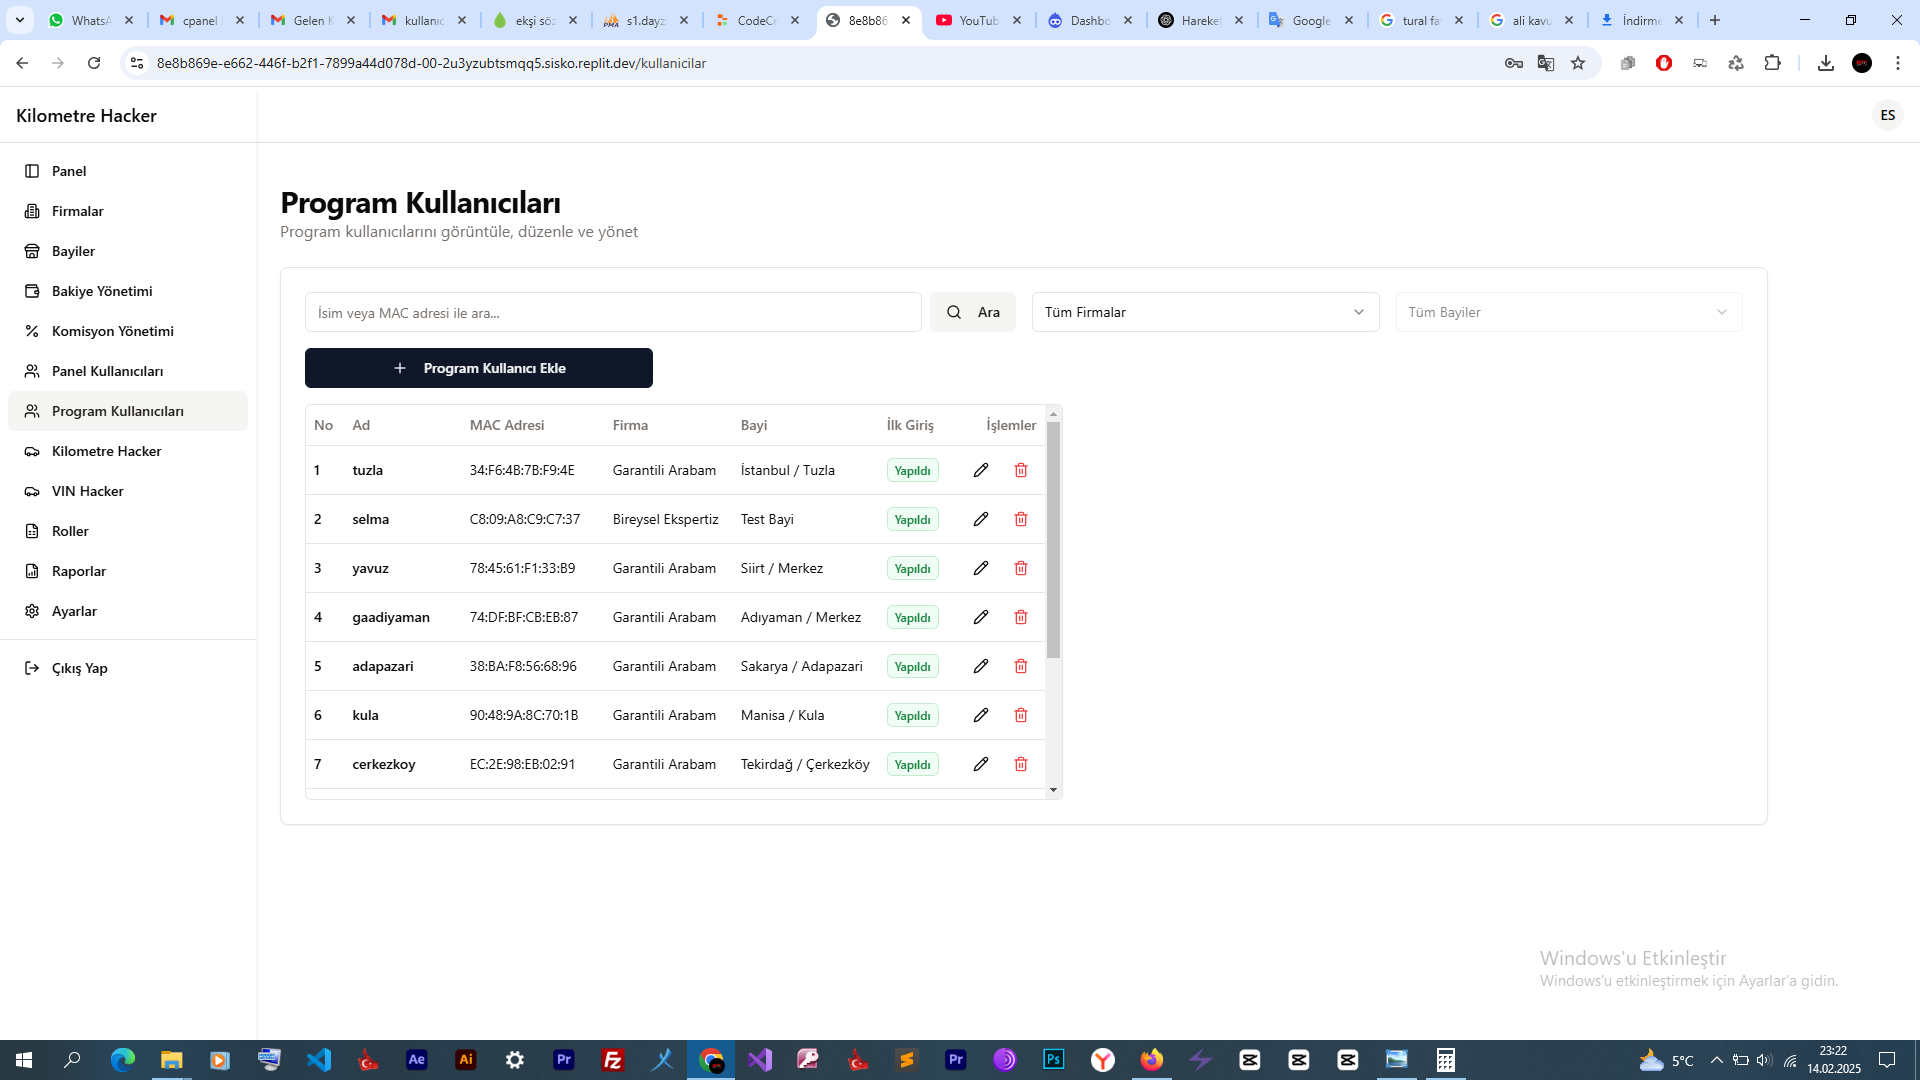 WhatsA
cpanel
Gelen K
kullanıc
ekşi söz
s1.dayz
CodeCr
8e8b86
YouTub
Dashbo
Hareke
Google
tural fa
ali kavu
İndirme
8e8b869e-e662-446f-b2f1-7899a44d078d-00-2u3yzubtsmqq5.sisko.replit.dev/kullanicilar
Kilometre Hacker
ES
Panel
Firmalar
Bayiler
Bakiye Yönetimi
Komisyon Yönetimi
Panel Kullanıcıları
Program Kullanıcıları
Kilometre Hacker
VIN Hacker
Roller
Raporlar
Ayarlar
Çıkış Yap
Program Kullanıcıları
Program kullanıcılarını görüntüle, düzenle ve yönet
İsim veya MAC adresi ile ara...
Ara
Tüm Firmalar
Tüm Bayiler
+ Program Kullanıcı Ekle
No Ad MAC Adresi Firma Bayi İlk Giriş İşlemler
1 tuzla 34:F6:4B:7B:F9:4E Garantili Arabam İstanbul / Tuzla Yapıldı
2 selma C8:09:A8:C9:C7:37 Bireysel Ekspertiz Test Bayi Yapıldı
3 yavuz 78:45:61:F1:33:B9 Garantili Arabam Siirt / Merkez Yapıldı
4 gaadiyaman 74:DF:BF:CB:EB:87 Garantili Arabam Adıyaman / Merkez Yapıldı
5 adapazari 38:BA:F8:56:68:96 Garantili Arabam Sakarya / Adapazari Yapıldı
6 kula 90:48:9A:8C:70:1B Garantili Arabam Manisa / Kula Yapıldı
7 cerkezkoy EC:2E:98:EB:02:91 Garantili Arabam Tekirdağ / Çerkezköy Yapıldı
Windows'u Etkinleştir
Windows'u etkinleştirmek için Ayarlar'a gidin.
Ae
Ai
Pr
Fz
Pr
Ps
5°C
23:22
14.02.2025